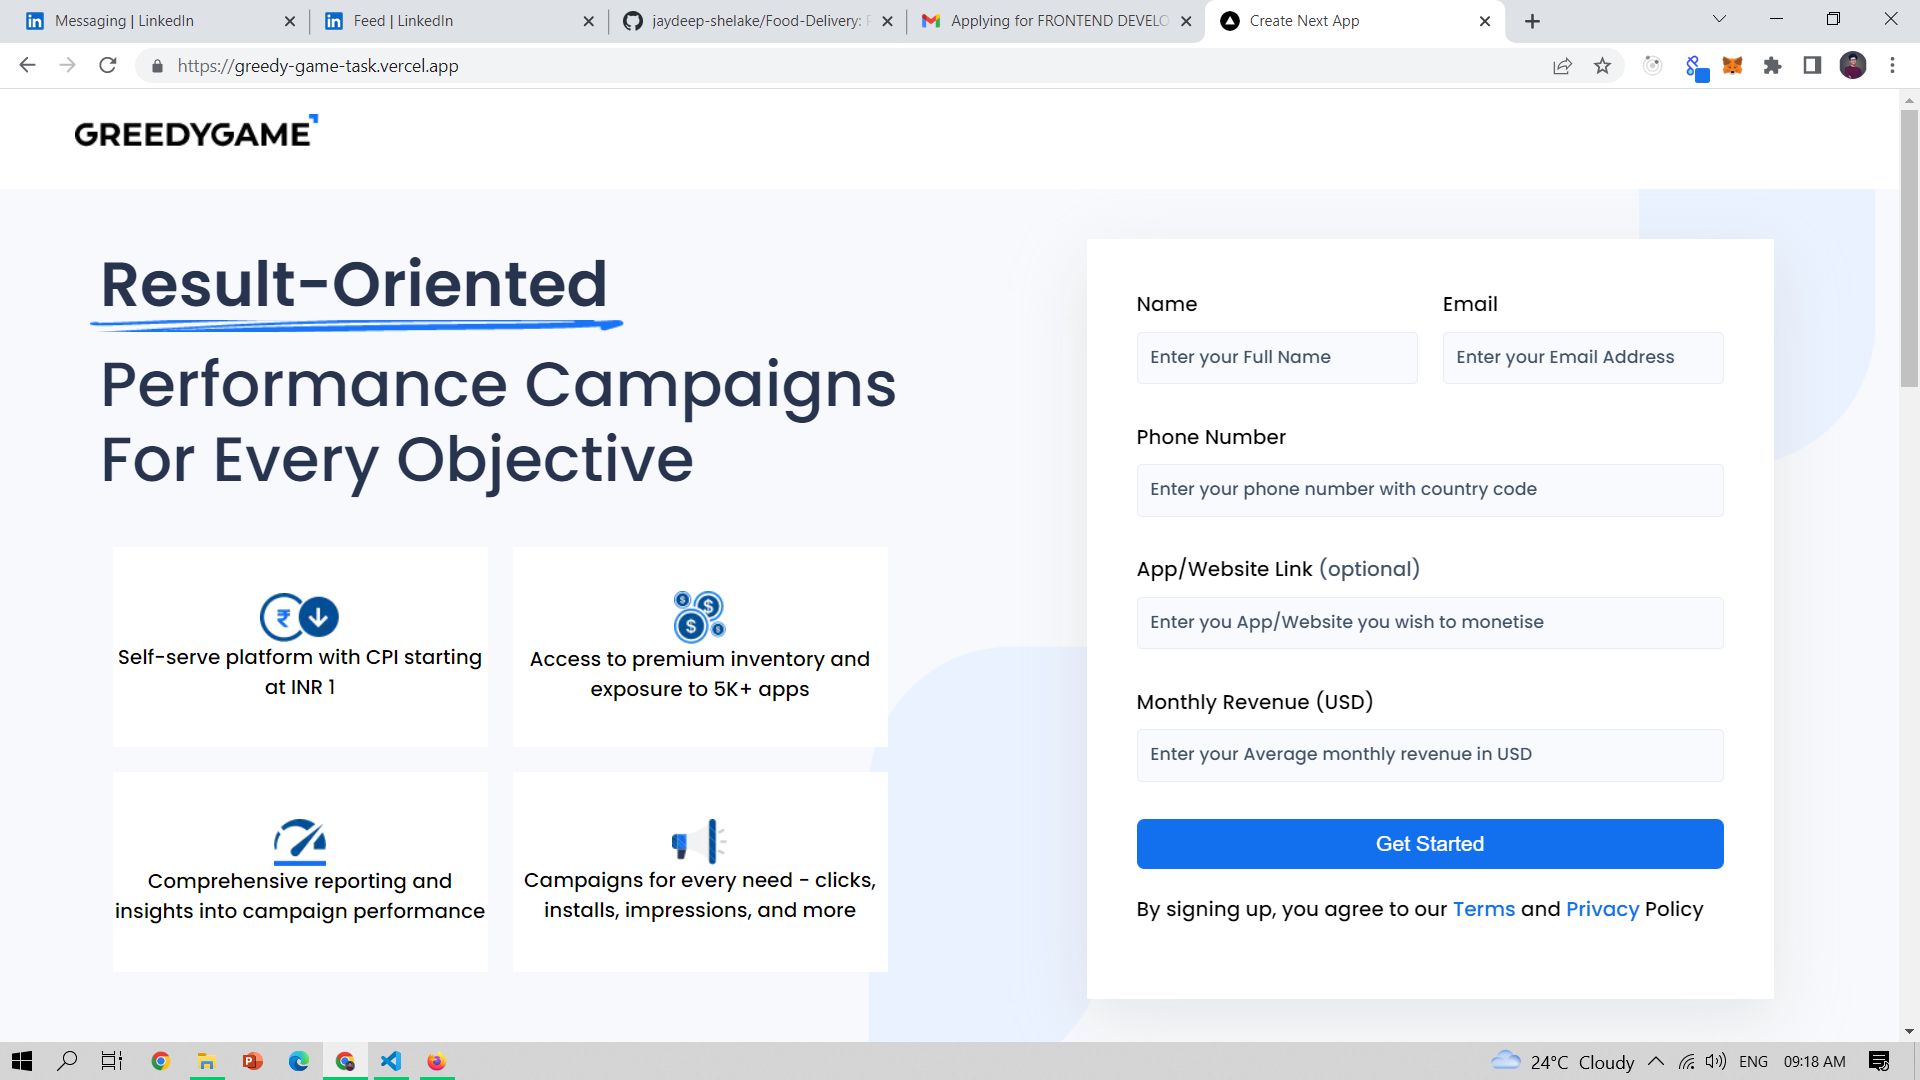 Messaging | LinkedIn
Feed | LinkedIn
jaydeep-shelake/Food-Delivery:
Applying for FRONTEND DEVELO
Create Next App
https://greedy-game-task.vercel.app
GREEDYGAME
Result-Oriented
Performance Campaigns
For Every Objective
Self-serve platform with CPI starting
at INR 1
Access to premium inventory and
exposure to 5K+ apps
Comprehensive reporting and
insights into campaign performance
Campaigns for every need - clicks,
installs, impressions, and more
Name
Email
Enter your Full Name
Enter your Email Address
Phone Number
Enter your phone number with country code
App/Website Link (optional)
Enter you App/Website you wish to monetise
Monthly Revenue (USD)
Enter your Average monthly revenue in USD
Get Started
By signing up, you agree to our Terms and Privacy Policy
24°C Cloudy
ENG
09:18 AM